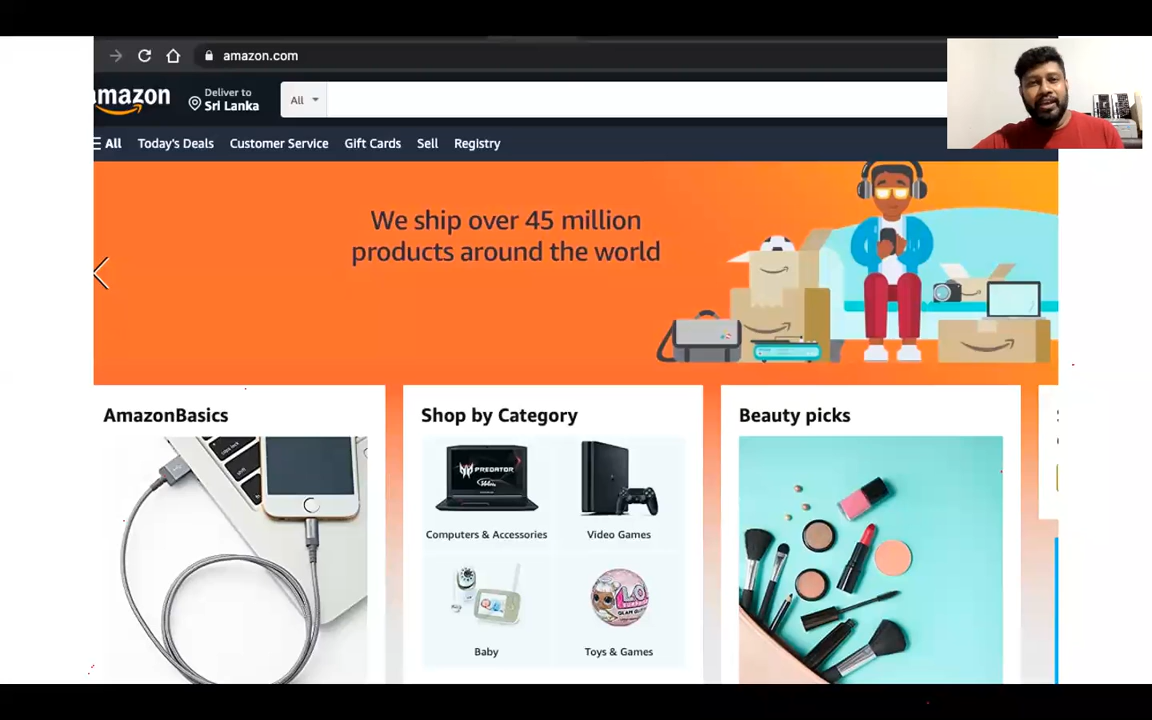 amazon.com
amazon
Deliver to
Sri Lanka
All
All
Today's Deals
Customer Service
Gift Cards
Sell
Registry
We ship over 45 million
products around the world
AmazonBasics
Shop by Category
Beauty picks
PREDATOR
Computers & Accessories
Video Games
Baby
Toys & Games